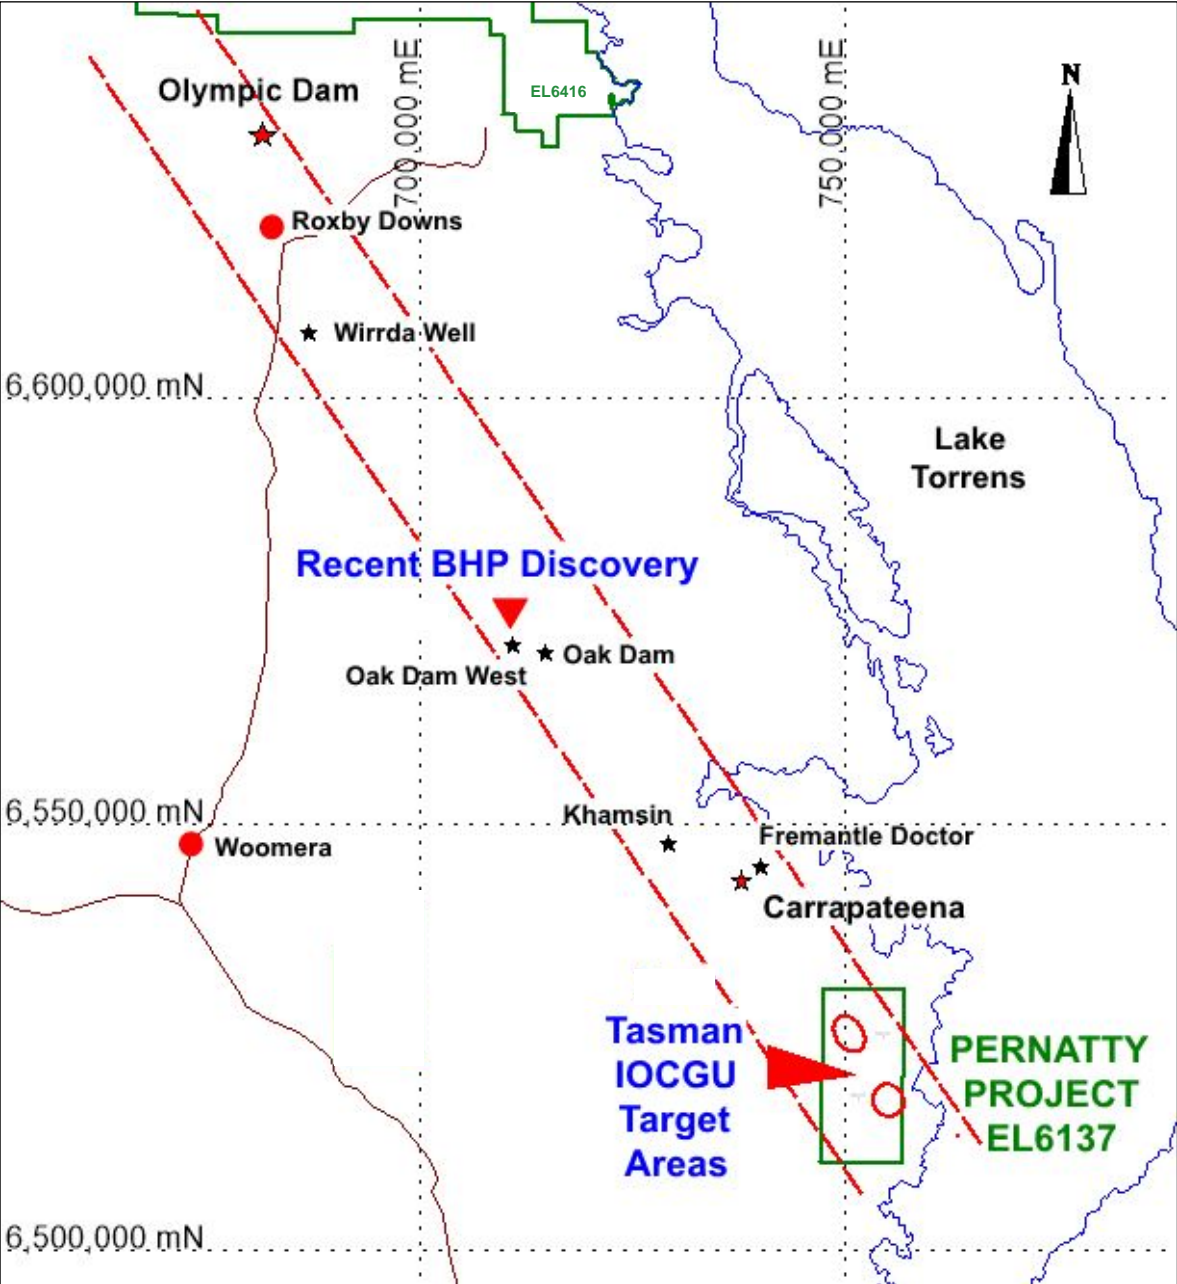 EL6416
700,000 mE
750,000 mE
N
Olympic Dam
Roxby Downs
Wirrda Well
6,600,000 mN
Lake
Torrens
Recent BHP Discovery
Oak Dam
Oak Dam West
6,550,000 mN
Khamsin
Fremantle Doctor
Woomera
Carrapateena
Tasman
IOCGU
Target
Areas
PERNATTY
PROJECT
EL6137
6,500,000 mN